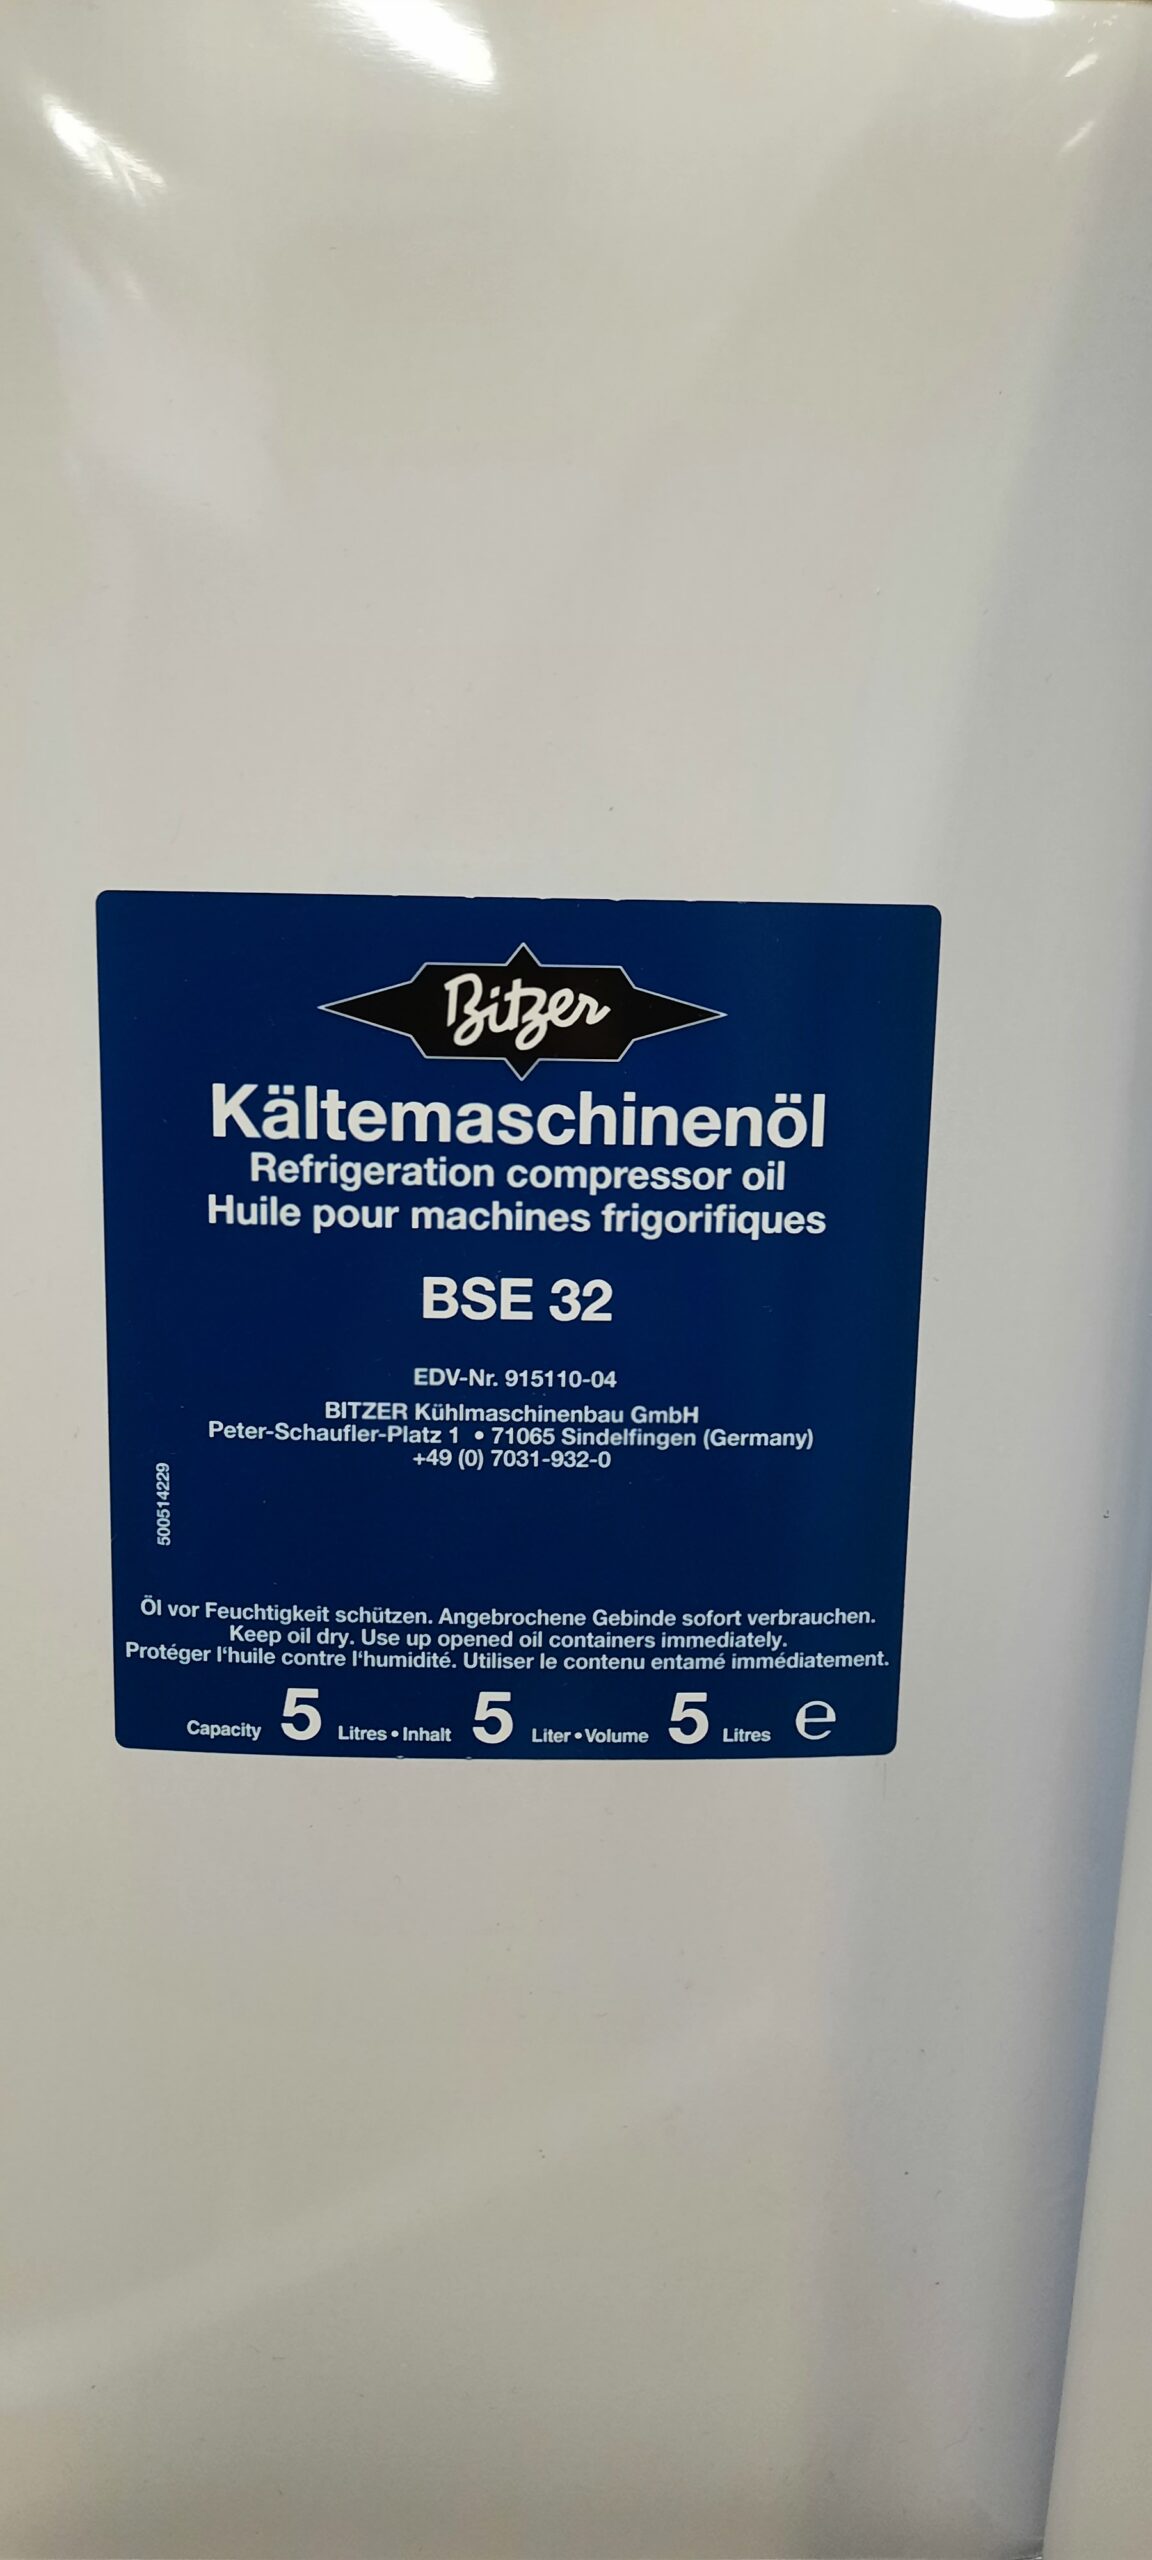 Bitzer
Kältemaschinenöl
Refrigeration compressor oil
Huile pour machines frigorifiques
BSE 32
EDV-Nr. 915110-04
BITZER Kühlmaschinenbau GmbH
Peter-Schaufler-Platz 1 • 71065 Sindelfingen (Germany)
+49 (0) 7031-932-0
500514229
Öl vor Feuchtigkeit schützen. Angebrochene Gebinde sofort verbrauchen.
Keep oil dry. Use up opened oil containers immediately.
Protéger l‘huile contre l‘humidité. Utiliser le contenu entamé immédiatement.
Capacity 5 Litres • Inhalt 5 Liter • Volume 5 Litres ℮